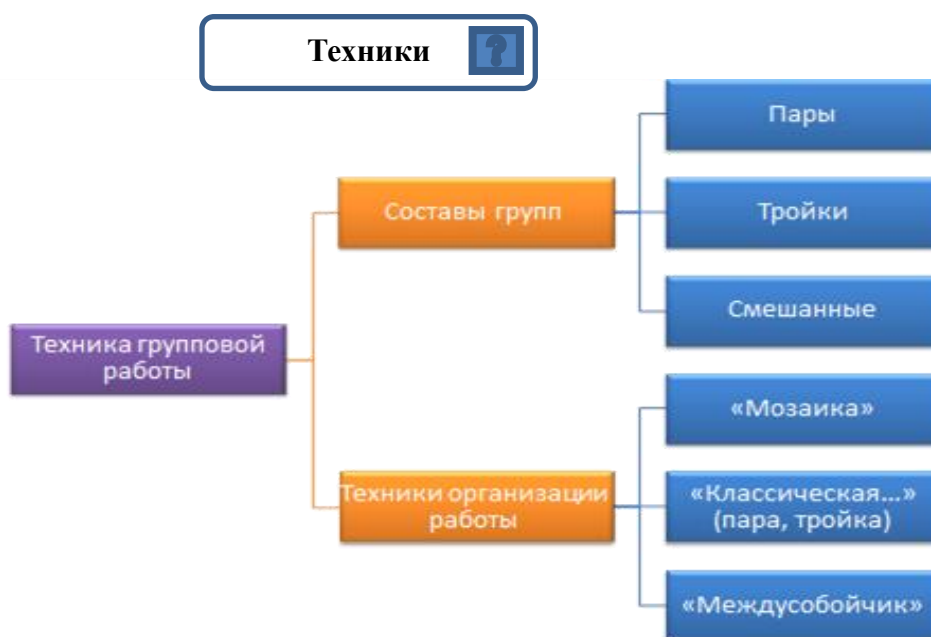 Техники
?
Пары
Составы групп
Тройки
Смешанные
Техника групповой
работы
«Мозаика»
Техники организации
работы
«Классическая...»
(пара, тройка)
«Междусобойчик»